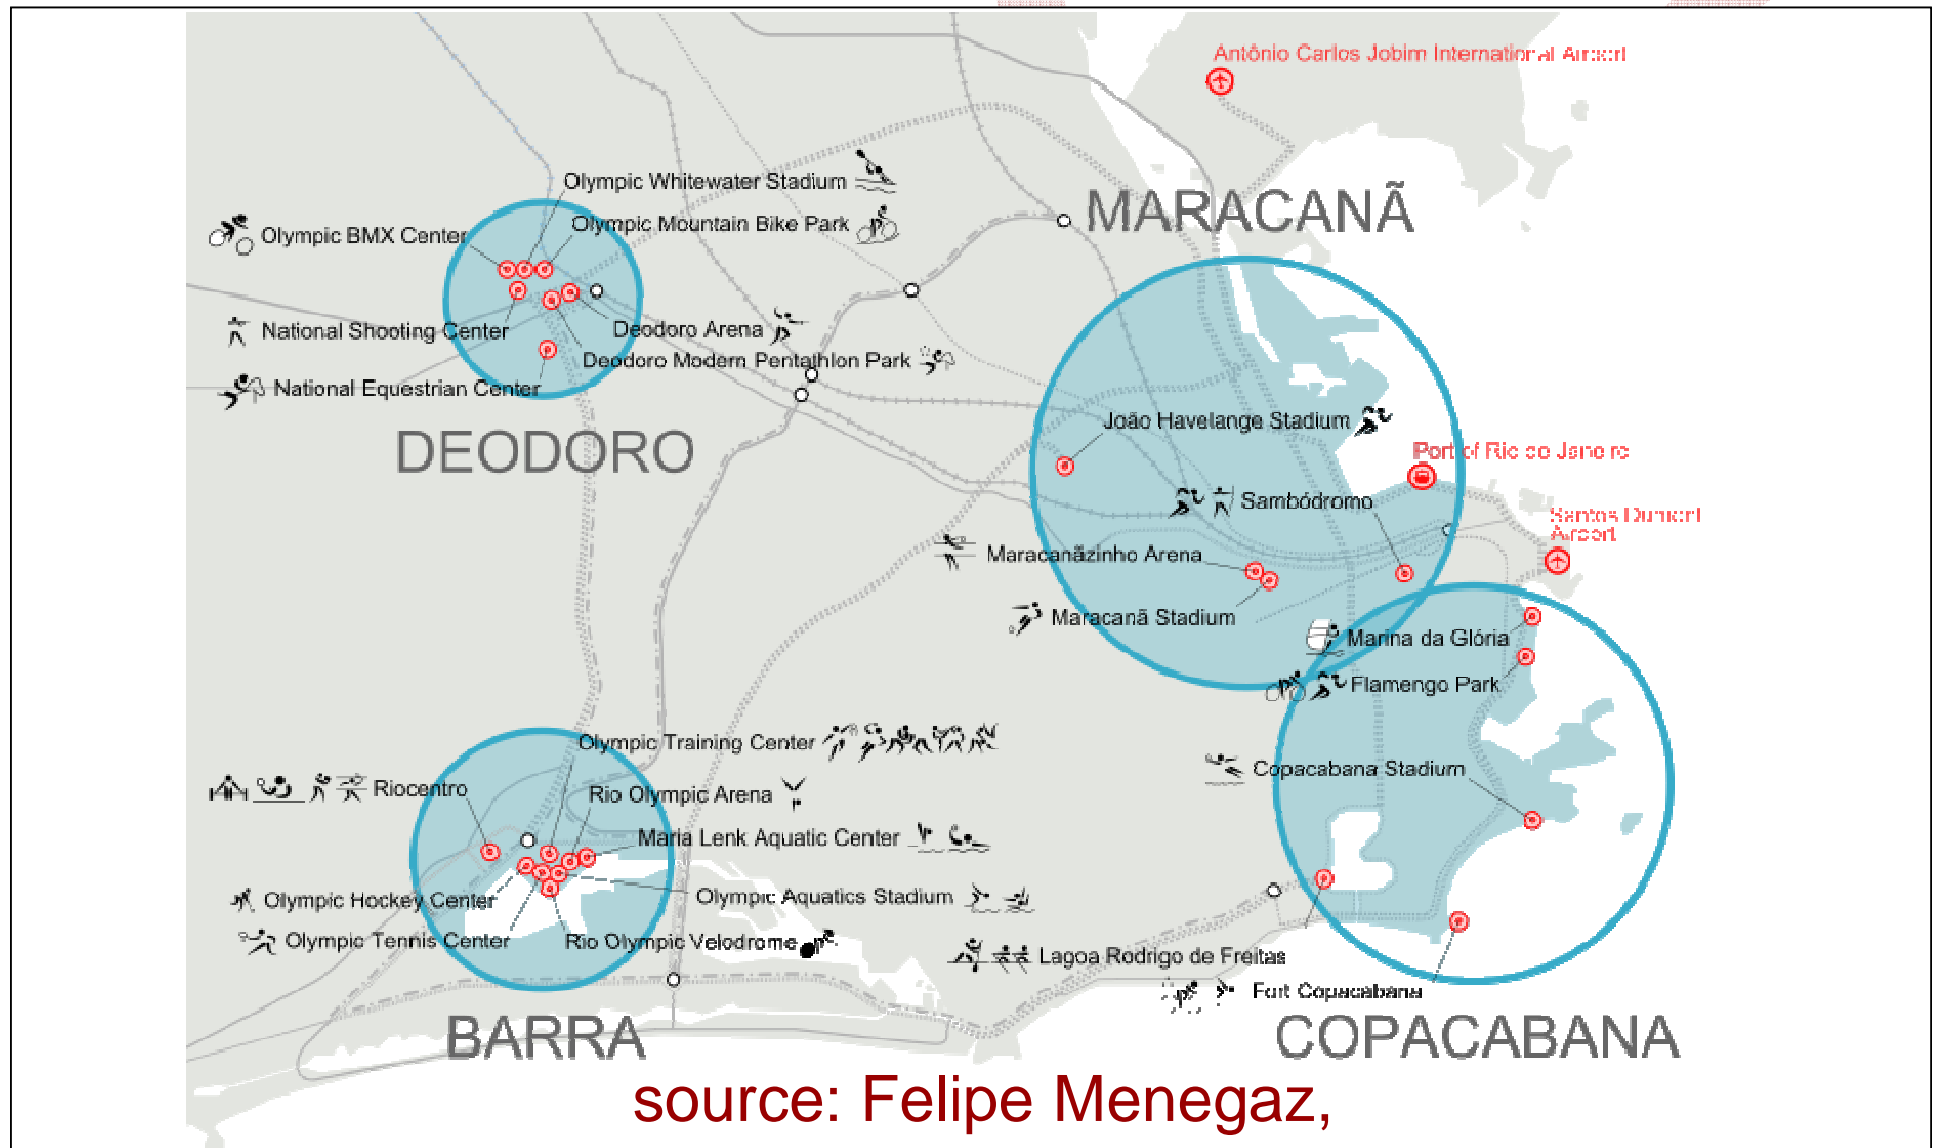 Antônio Carlos Jobim International Airport
Olympic Whitewater Stadium
MARACANÃ
Olympic BMX Center
Olympic Mountain Bike Park
National Shooting Center
Deodoro Arena
Deodoro Modern Pentathlon Park
National Equestrian Center
DEODORO
João Havelange Stadium
Port of Rio de Janeiro
Sambódromo
Santos Dumont
Airport
Maracanãzinho Arena
Maracanã Stadium
Marina da Glória
Flamengo Park
Olympic Training Center
Copacabana Stadium
Riocentro
Rio Olympic Arena
Maria Lenk Aquatic Center
Olympic Hockey Center
Olympic Aquatics Stadium
Olympic Tennis Center
Rio Olympic Velodrome
Lagoa Rodrigo de Freitas
Fort Copacabana
BARRA
COPACABANA
source: Felipe Menegaz,